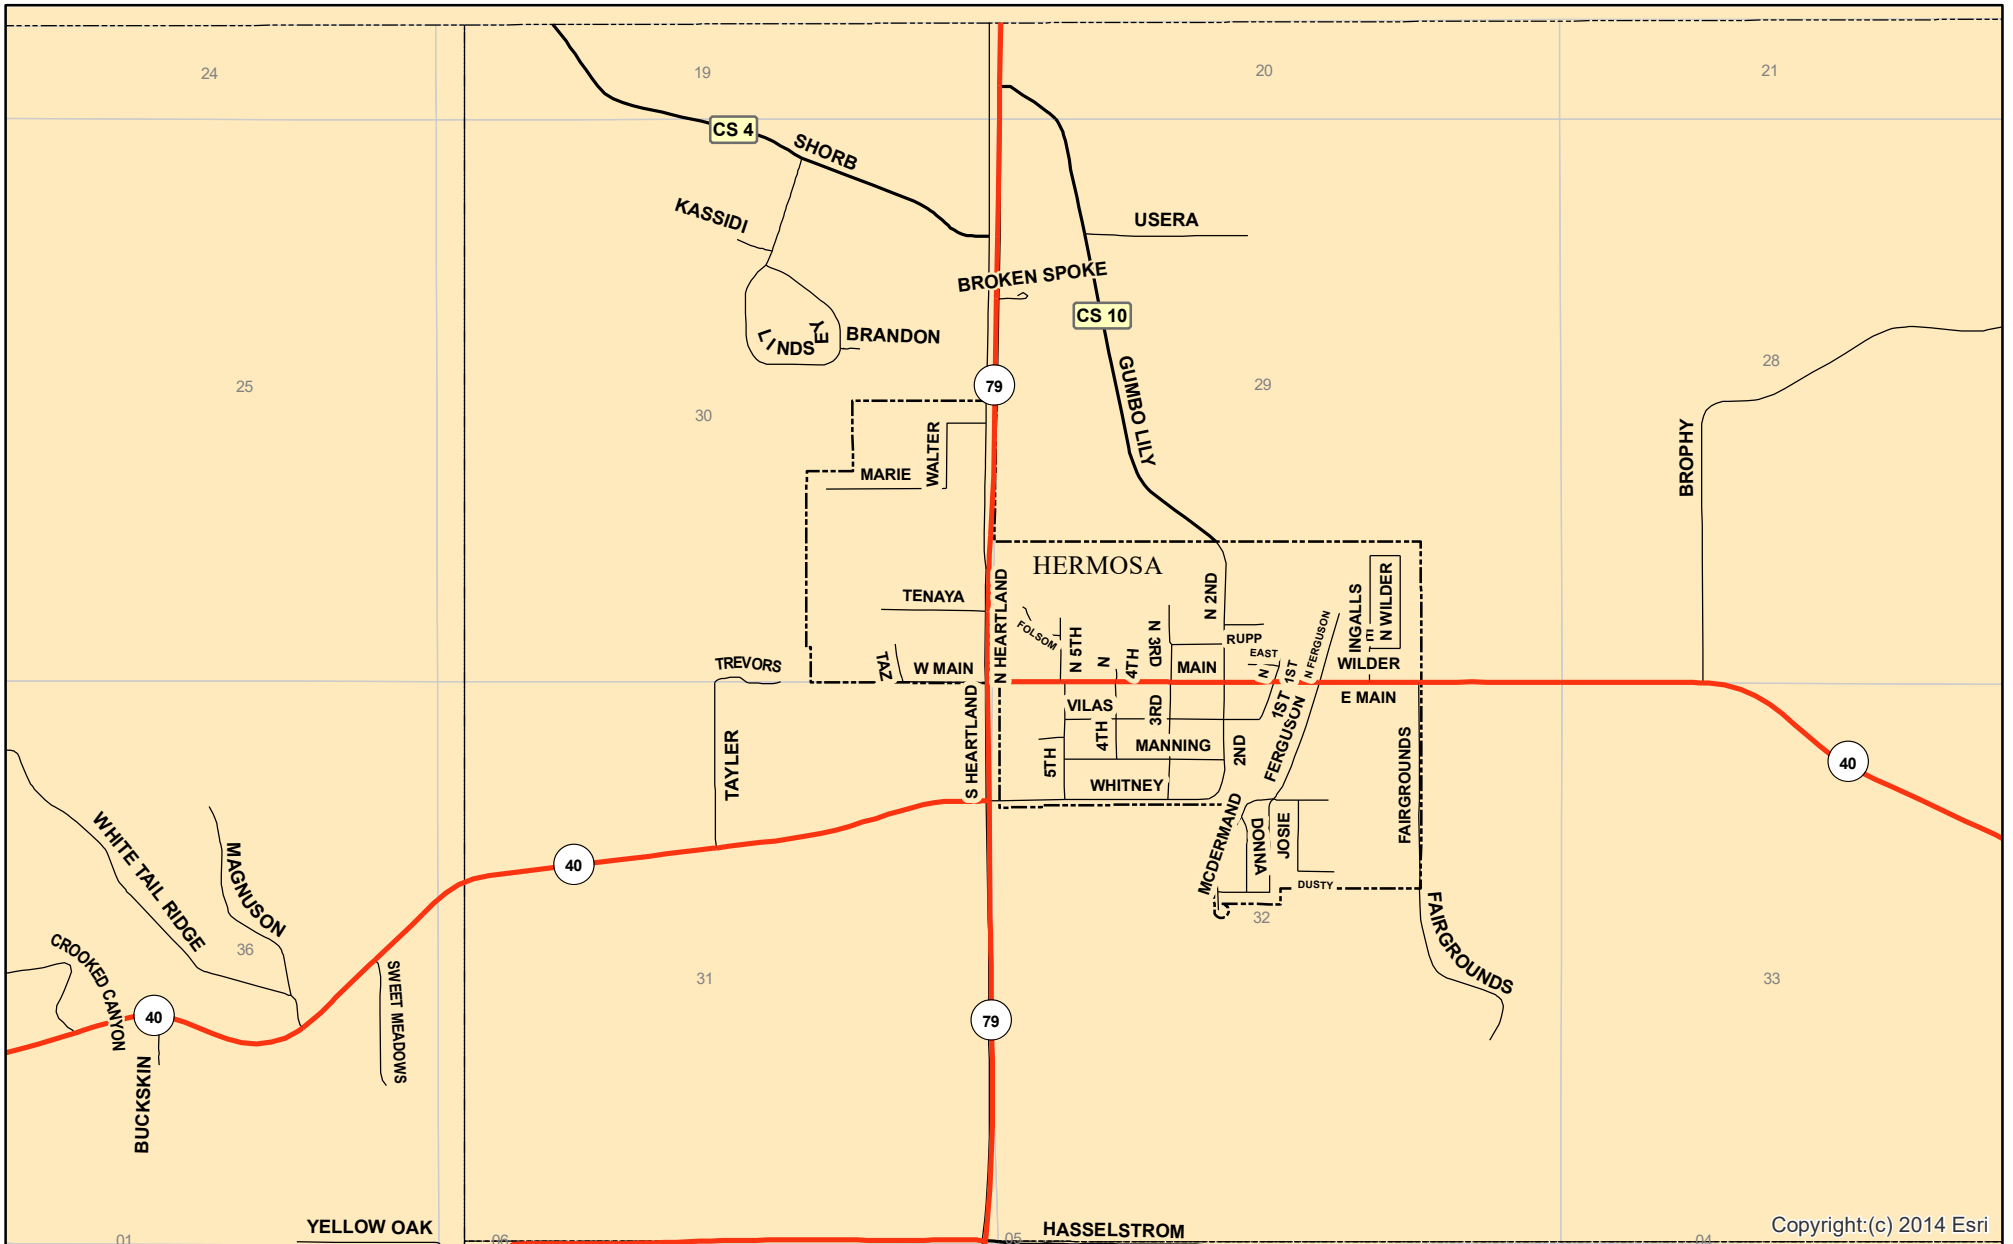 24
19
20
21
CS 4
SHORB
KASSIDI
USERA
BROKEN SPOKE
CS 10
LINDSEY
BRANDON
79
GUMBO LILY
25
30
29
28
WALTER
MARIE
BROPHY
HERMOSA
TENAYA
N HEARTLAND
FOLSOM
N 5TH
N 4TH
N 3RD
N 2ND
RUPP
EAST
N 1ST
N FERGUSON
INGALLS
N WILDER
E WILDER
TREVORS
TAZ
W MAIN
MAIN
E MAIN
S HEARTLAND
VILAS
3RD
1ST
4TH
MANNING
2ND
FERGUSON
5TH
WHITNEY
TAYLER
FAIRGROUNDS
40
WHITE TAIL RIDGE
MAGNUSON
40
MCDERMAND
DONNA
JOSIE
DUSTY
32
FAIRGROUNDS
36
CROOKED CANYON
SWEET MEADOWS
31
33
40
79
BUCKSKIN
YELLOW OAK
HASSELSTROM
01
06
05
04
Copyright:(c) 2014 Esri